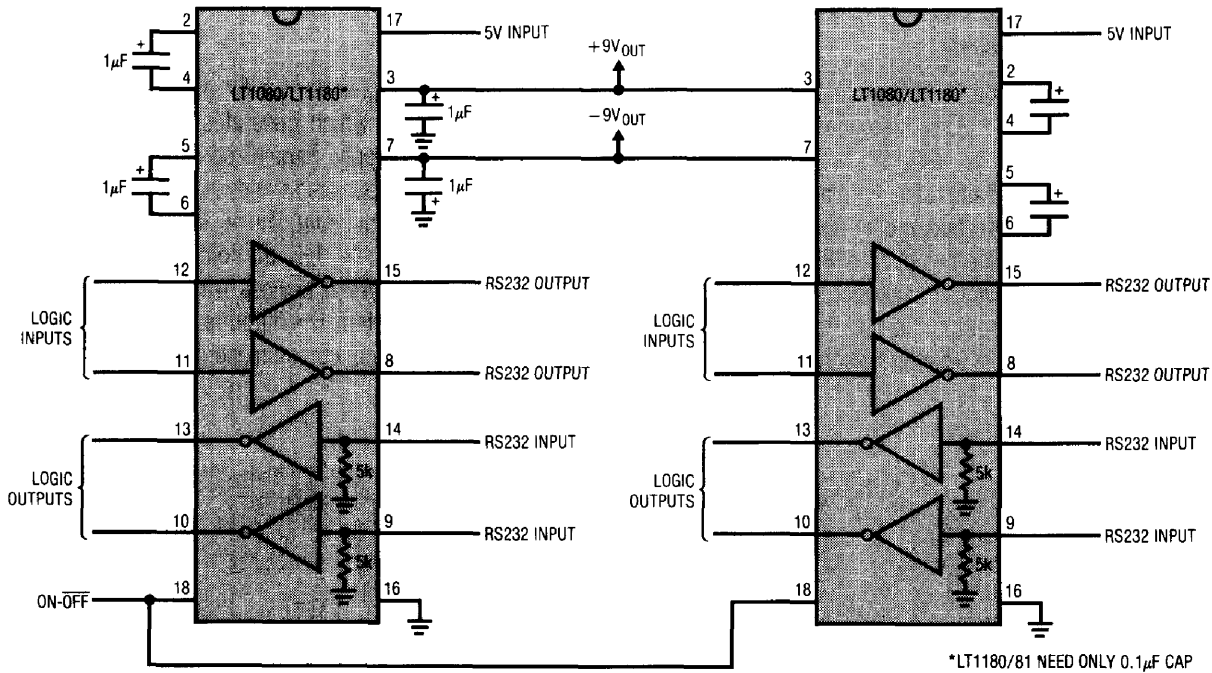 2
17
5V INPUT
+
1μF
4
3
+9VOUT
LT1080/LT1180*
+
1μF
−9VOUT
5
7
+
1μF
6
1μF
+
12
15
RS232 OUTPUT
LOGIC
INPUTS
11
8
RS232 OUTPUT
13
14
RS232 INPUT
5k
LOGIC
OUTPUTS
10
9
RS232 INPUT
5k
ON-OFF
18
16
17
5V INPUT
3
2
+
LT1080/LT1180*
4
7
5
+
6
12
15
RS232 OUTPUT
LOGIC
INPUTS
11
8
RS232 OUTPUT
13
14
RS232 INPUT
5k
LOGIC
OUTPUTS
10
9
RS232 INPUT
5k
18
16
*LT1180/81 NEED ONLY 0.1μF CAP